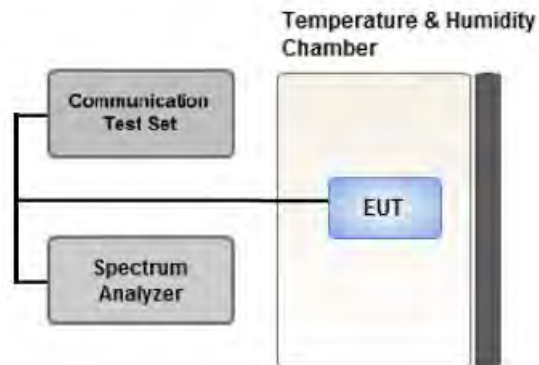 Temperature & Humidity
Chamber
Communication
Test Set
EUT
Spectrum
Analyzer